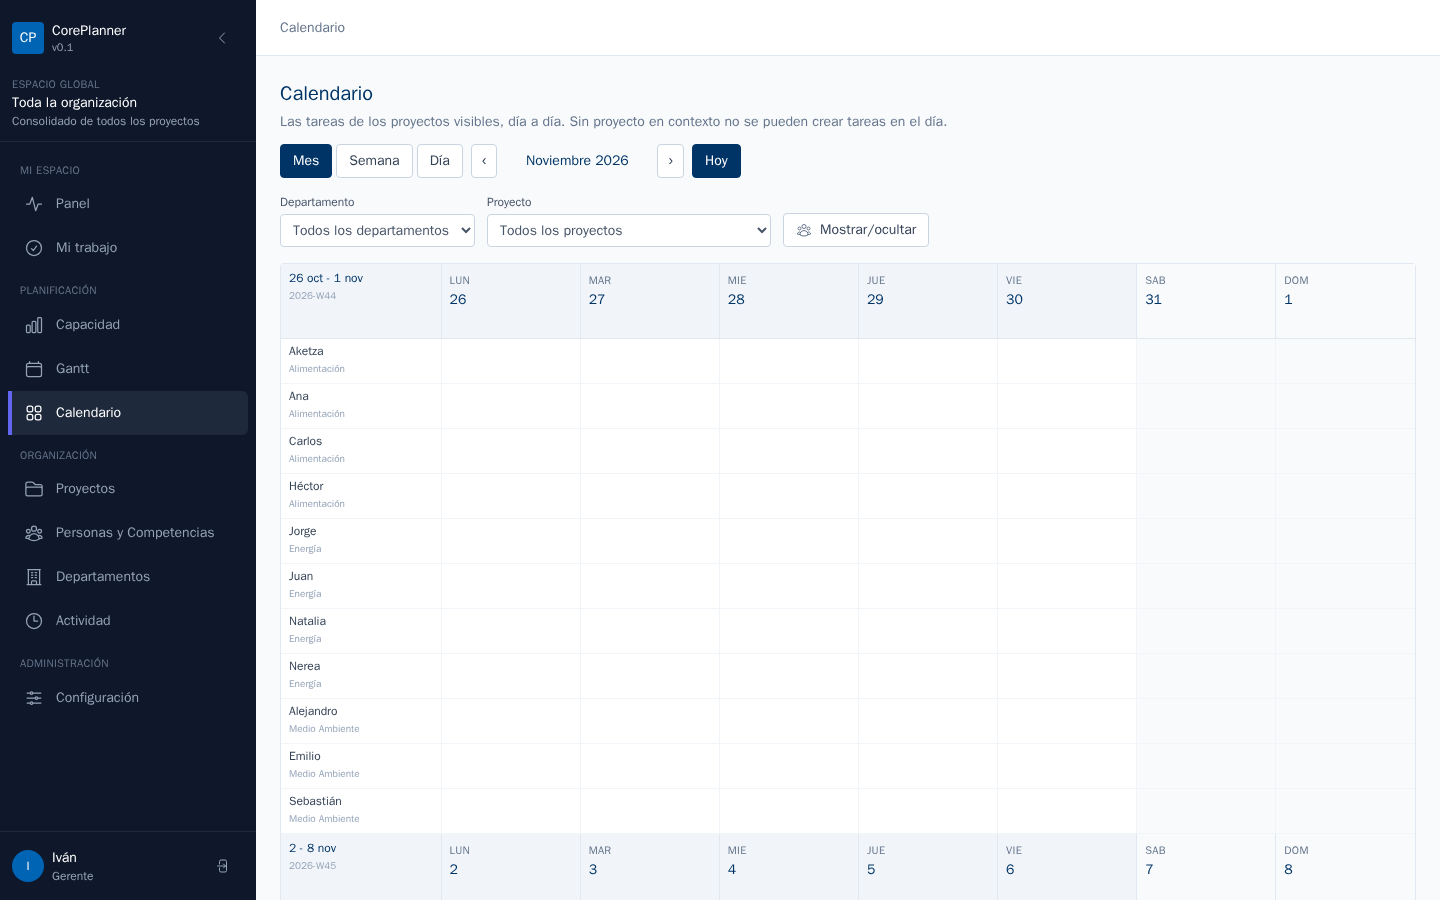 CP
CorePlanner
v0.1
ESPACIO GLOBAL
Toda la organización
Consolidado de todos los proyectos
MI ESPACIO
Panel
Mi trabajo
PLANIFICACIÓN
Capacidad
Gantt
Calendario
ORGANIZACIÓN
Proyectos
Personas y Competencias
Departamentos
Actividad
ADMINISTRACIÓN
Configuración
I
Iván
Gerente
Calendario
Calendario
Las tareas de los proyectos visibles, día a día. Sin proyecto en contexto no se pueden crear tareas en el día.
Mes Semana Día ‹ Noviembre 2026 › Hoy
Departamento Proyecto
Todos los departamentos Todos los proyectos Mostrar/ocultar
26 oct - 1 nov LUN MAR MIE JUE VIE SAB DOM
2026-W44 26 27 28 29 30 31 1
Aketza
Alimentación
Ana
Alimentación
Carlos
Alimentación
Héctor
Alimentación
Jorge
Energía
Juan
Energía
Natalia
Energía
Nerea
Energía
Alejandro
Medio Ambiente
Emilio
Medio Ambiente
Sebastián
Medio Ambiente
2 - 8 nov LUN MAR MIE JUE VIE SAB DOM
2026-W45 2 3 4 5 6 7 8